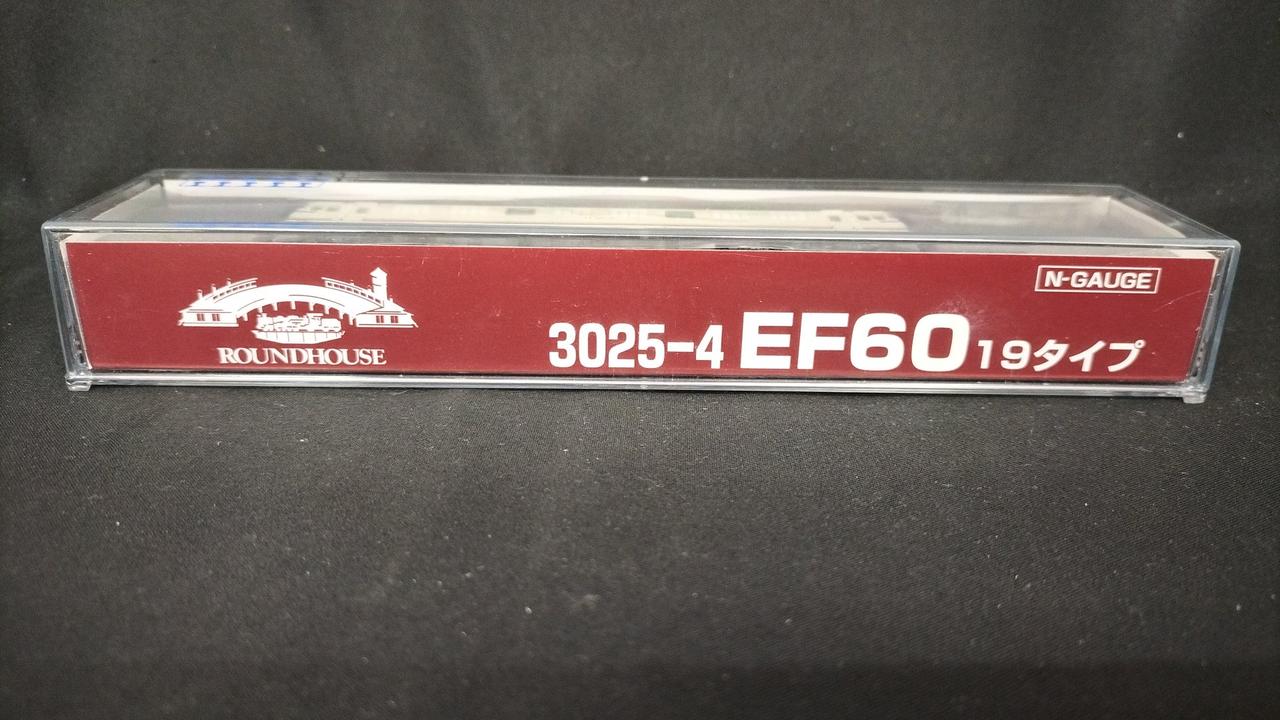 N-GAUGE
ROUNDHOUSE
3025-4 EF60 19タイプ